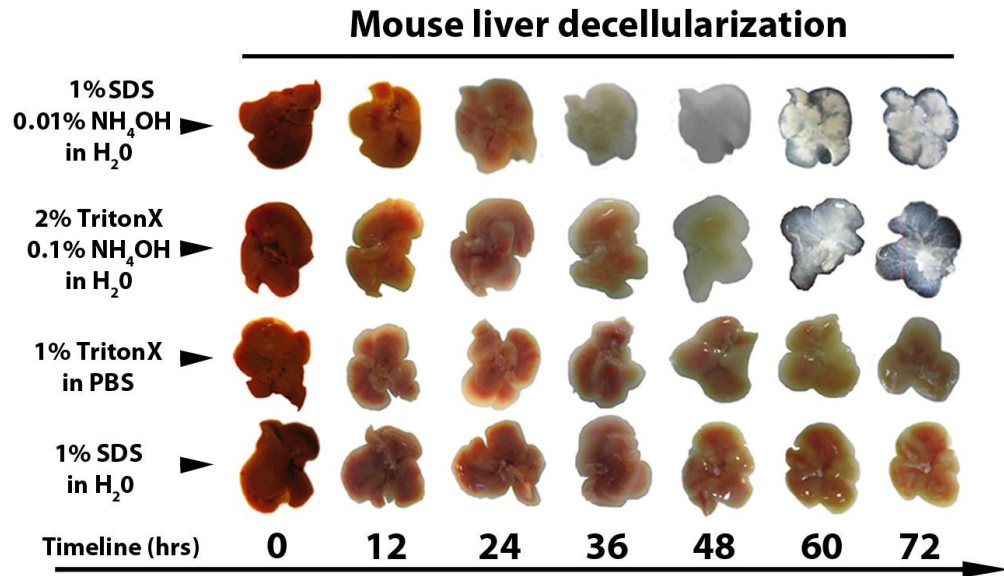 Mouse liver decellularization
1%SDS
0.01% NH₄OH
in H₂0
2% TritonX
0.1% NH₄OH
in H₂0
1% TritonX
in PBS
1% SDS
in H₂0
Timeline (hrs) 0 12 24 36 48 60 72